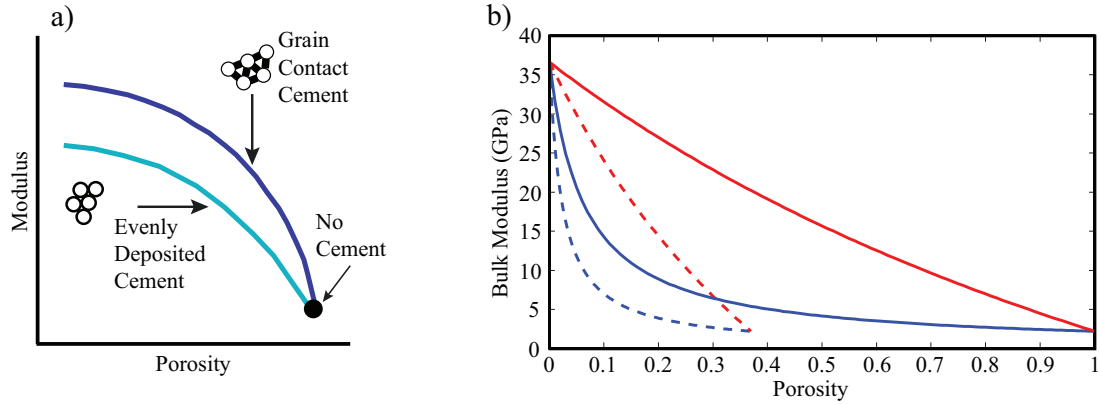 a)
Grain
Contact
Cement
No
Cement
Evenly
Deposited
Cement
Modulus
Porosity
b)
Bulk Modulus (GPa)
40
35
30
25
20
15
10
5
0
0 0.1 0.2 0.3 0.4 0.5 0.6 0.7 0.8 0.9 1
Porosity